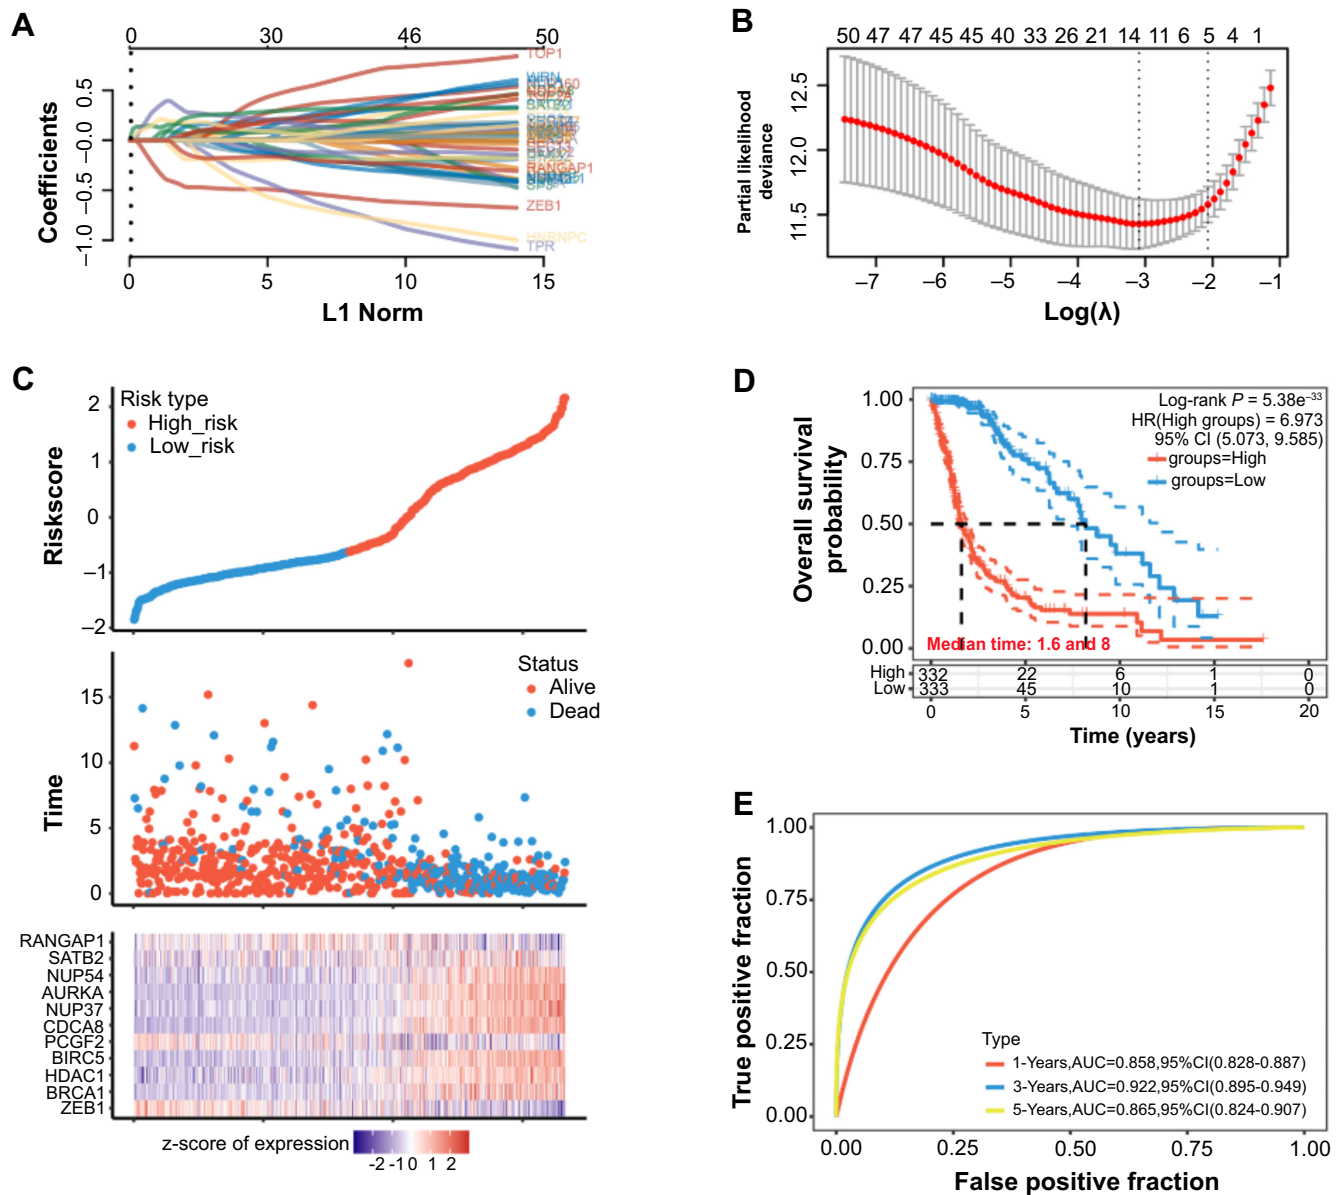 A
0 30 46 50
Coefficients
0.5
−0.0
−0.5
−1.0
TOP1
WRN
RANGAP1
SP3
ZEB1
HNRNPC
TPR
0 5 10 15
L1 Norm
B
50 47 47 45 45 40 33 26 21 14 11 6 5 4 1
Partial likelihood
deviance
12.5
12.0
11.5
−7 −6 −5 −4 −3 −2 −1
Log(λ)
C
Riskscore
2
1
0
−1
−2
Risk type
High_risk
Low_risk
Time
15
10
5
0
Status
Alive
Dead
RANGAP1
SATB2
NUP54
AURKA
NUP37
CDCA8
PCGF2
BIRC5
HDAC1
BRCA1
ZEB1
z-score of expression
-2 -1 0 1 2
D
Overall survival
probability
1.00
0.75
0.50
0.25
0.00
Log-rank P = 5.38e−33
HR(High groups) = 6.973
95% CI (5.073, 9.585)
groups=High
groups=Low
Median time: 1.6 and 8
High 332 22 6 1 0
Low 333 45 10 1 0
0 5 10 15 20
Time (years)
E
True positive fraction
1.00
0.75
0.50
0.25
0.00
Type
1-Years,AUC=0.858,95%CI(0.828-0.887)
3-Years,AUC=0.922,95%CI(0.895-0.949)
5-Years,AUC=0.865,95%CI(0.824-0.907)
0.00 0.25 0.50 0.75 1.00
False positive fraction